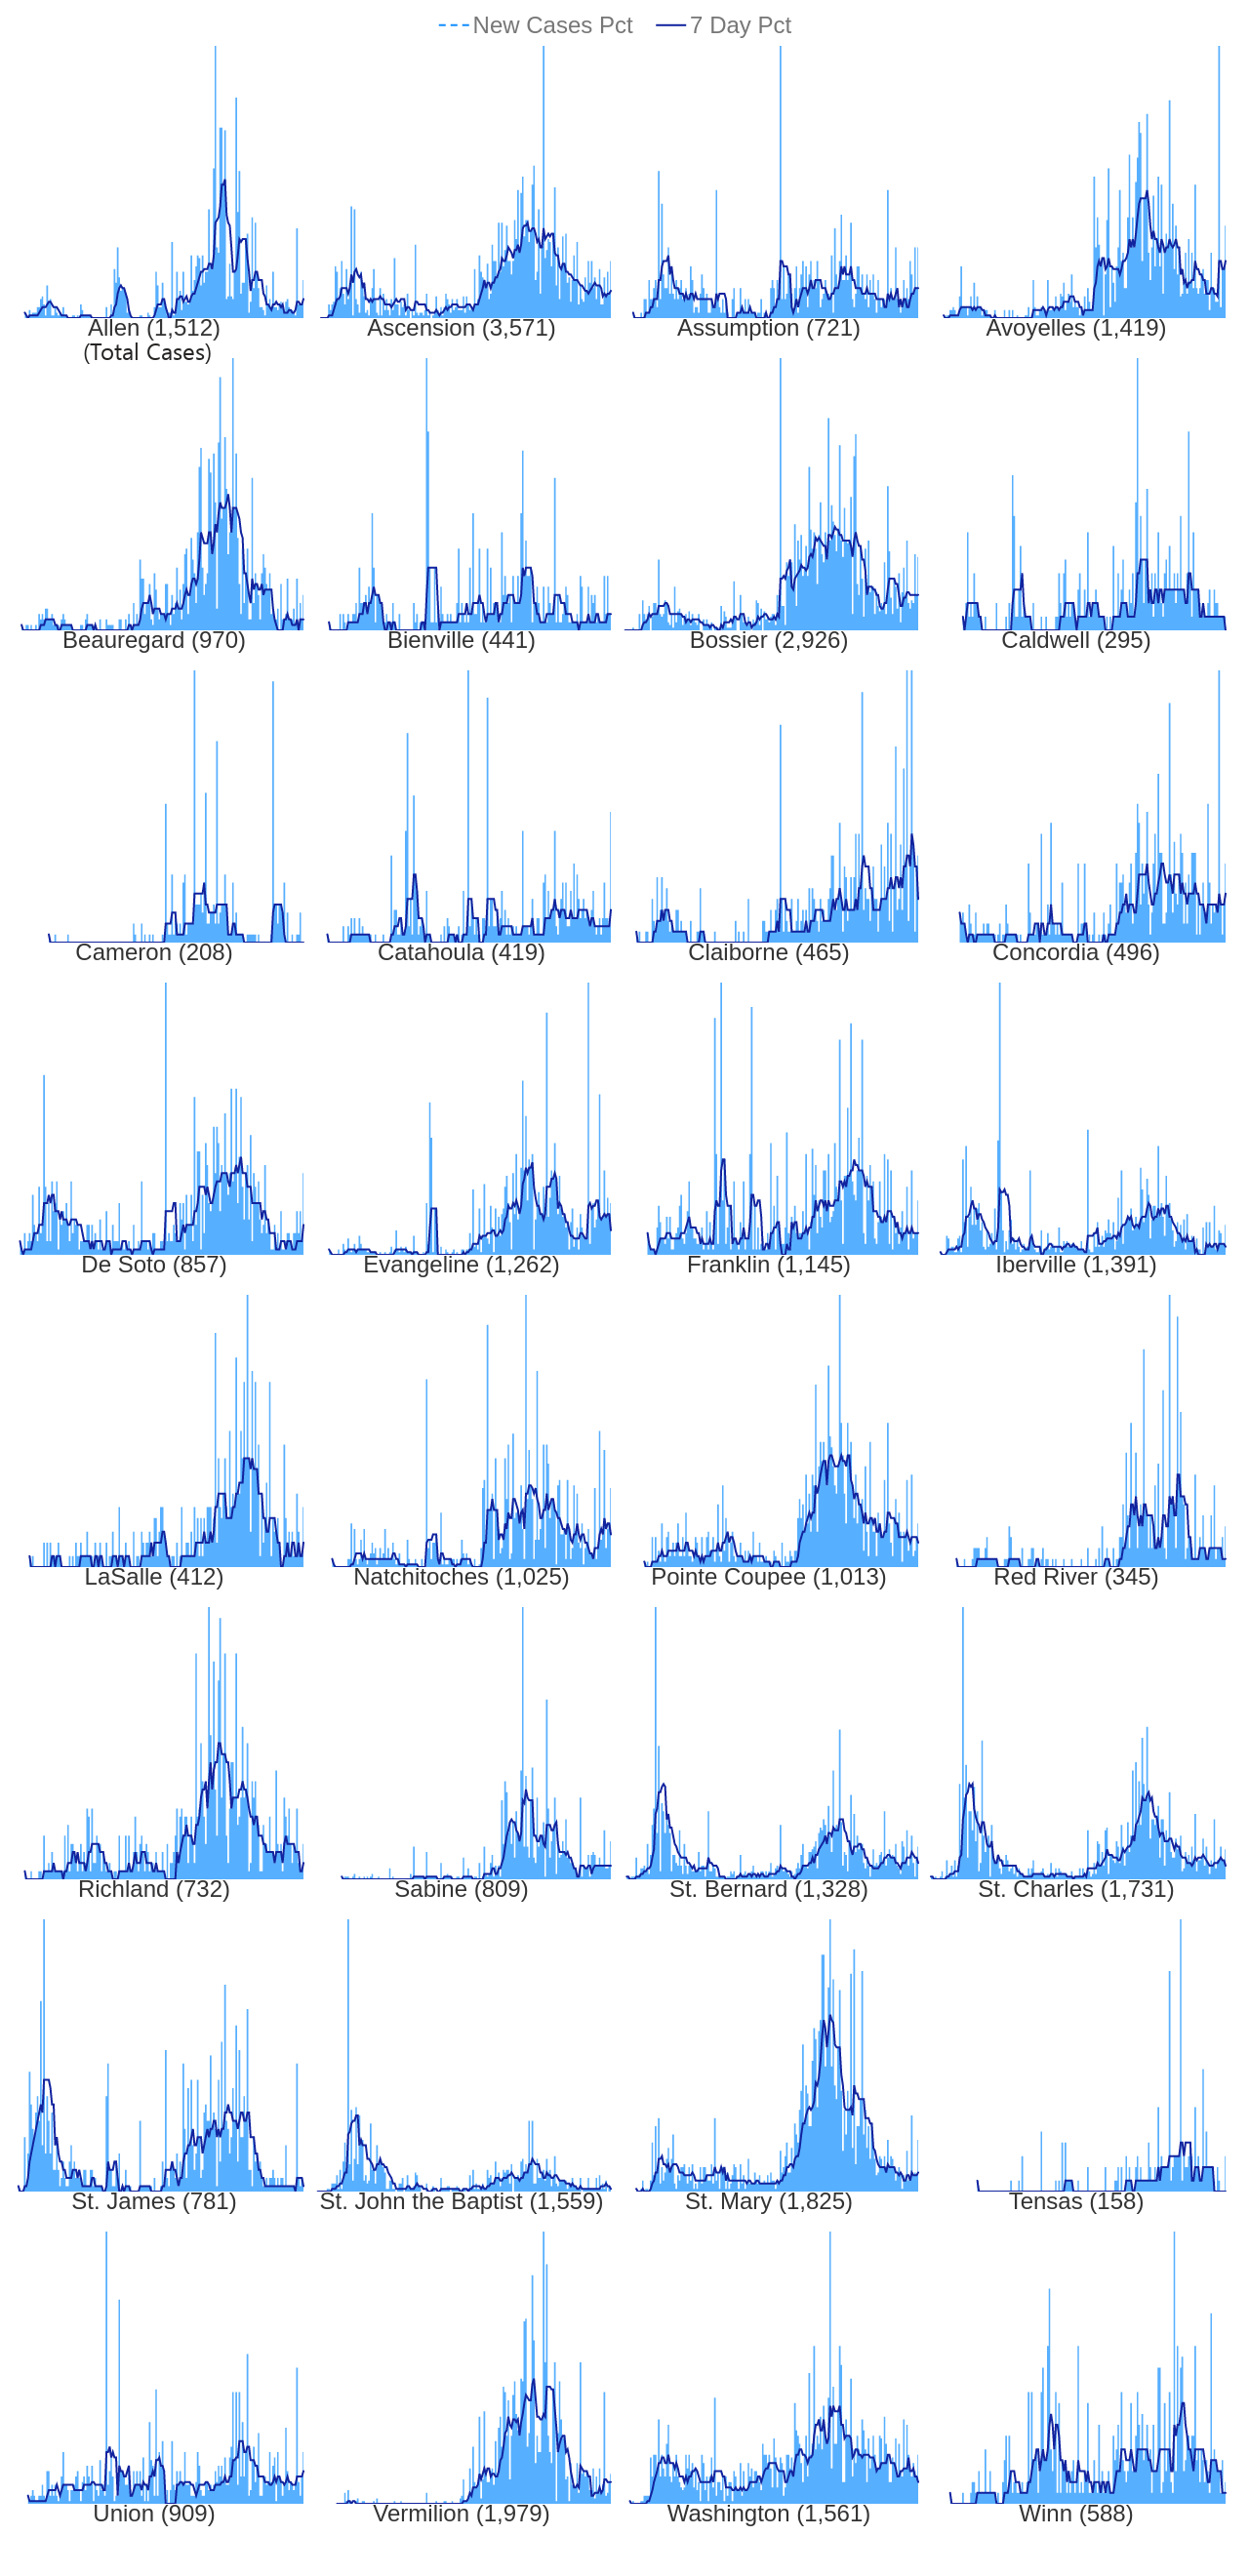 New Cases Pct 7 Day Pct
Allen (1,512) Ascension (3,571) Assumption (721) Avoyelles (1,419)
(Total Cases)
Beauregard (970) Bienville (441) Bossier (2,926) Caldwell (295)
Cameron (208) Catahoula (419) Claiborne (465) Concordia (496)
De Soto (857) Evangeline (1,262) Franklin (1,145) Iberville (1,391)
LaSalle (412) Natchitoches (1,025) Pointe Coupee (1,013) Red River (345)
Richland (732) Sabine (809) St. Bernard (1,328) St. Charles (1,731)
St. James (781) St. John the Baptist (1,559) St. Mary (1,825) Tensas (158)
Union (909) Vermilion (1,979) Washington (1,561) Winn (588)